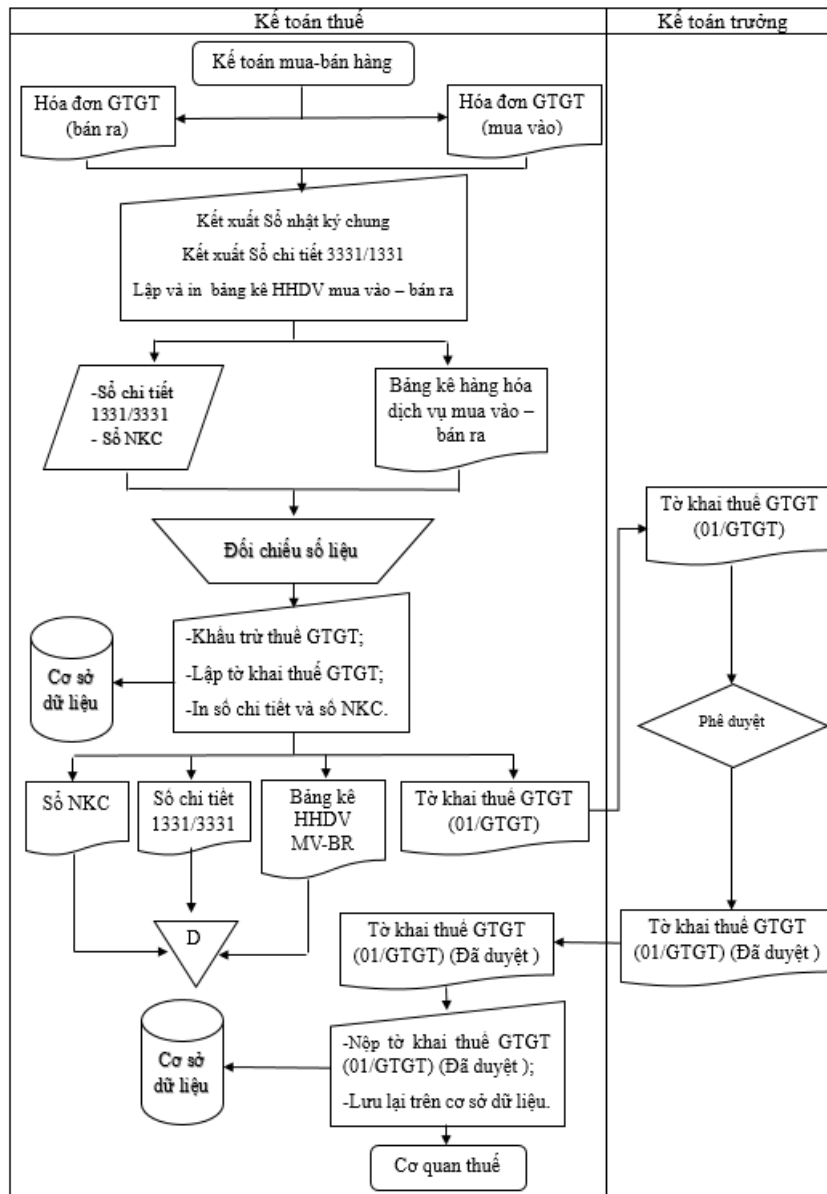 Kế toán thuế
Kế toán trưởng
Kế toán mua-bán hàng
Hóa đơn GTGT
(bán ra)
Hóa đơn GTGT
(mua vào)
Kết xuất Sổ nhật ký chung
Kết xuất Sổ chi tiết 3331/1331
Lập và in bảng kê HHDV mua vào – bán ra
-Sổ chi tiết
1331/3331
- Sổ NKC
Bảng kê hàng hóa
dịch vụ mua vào –
bán ra
Đối chiếu số liệu
Tờ khai thuế GTGT
(01/GTGT)
-Khấu trừ thuế GTGT;
-Lập tờ khai thuế GTGT;
-In sổ chi tiết và sổ NKC.
Cơ sở
dữ liệu
Phê duyệt
Sổ NKC
Sổ chi tiết
1331/3331
Bảng kê
HHDV
MV-BR
Tờ khai thuế GTGT
(01/GTGT)
D
Tờ khai thuế GTGT
(01/GTGT) (Đã duyệt )
Tờ khai thuế GTGT
(01/GTGT) (Đã duyệt )
Cơ sở
dữ liệu
-Nộp tờ khai thuế GTGT
(01/GTGT) (Đã duyệt );
-Lưu lại trên cơ sở dữ liệu.
Cơ quan thuế